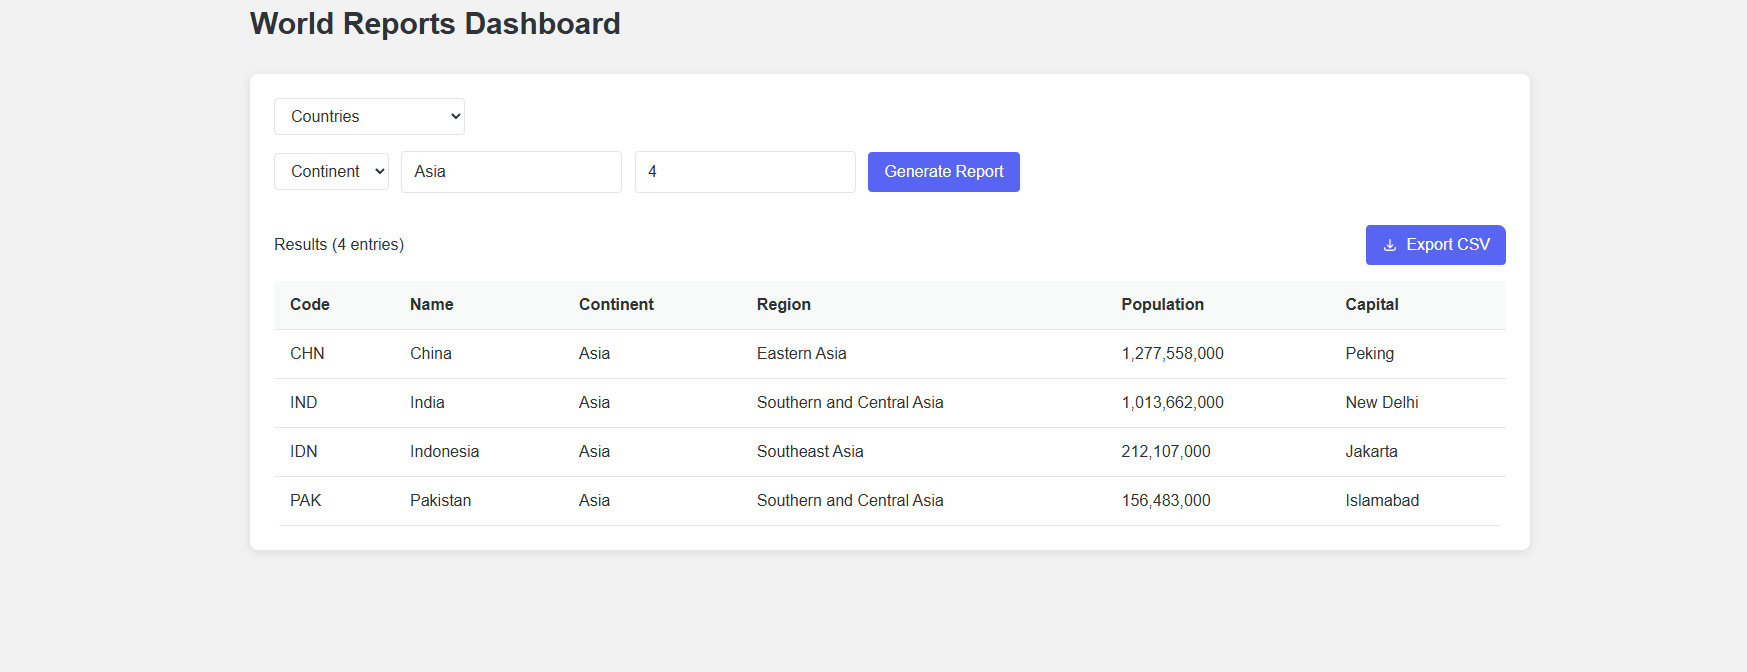 World Reports Dashboard
Countries
Continent Asia 4 Generate Report
Results (4 entries) Export CSV
Code Name Continent Region Population Capital
CHN China Asia Eastern Asia 1,277,558,000 Peking
IND India Asia Southern and Central Asia 1,013,662,000 New Delhi
IDN Indonesia Asia Southeast Asia 212,107,000 Jakarta
PAK Pakistan Asia Southern and Central Asia 156,483,000 Islamabad